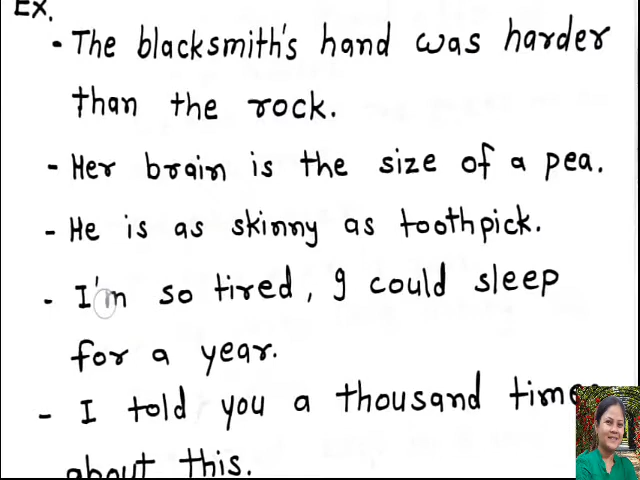 Ex.
- The blacksmith's hand was harder
than the rock.
- Her brain is the size of a pea.
- He is as skinny as toothpick.
- I'm so tired, I could sleep
for a year.
- I told you a thousand times
about this.